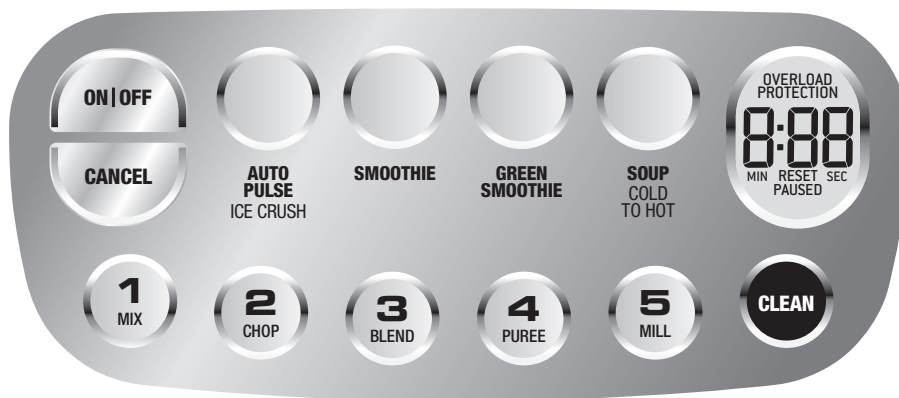 ON|OFF
CANCEL
AUTO
PULSE
ICE CRUSH
SMOOTHIE
GREEN
SMOOTHIE
SOUP
COLD
TO HOT
OVERLOAD
PROTECTION
8:88
MIN RESET SEC
PAUSED
1
MIX
2
CHOP
3
BLEND
4
PUREE
5
MILL
CLEAN